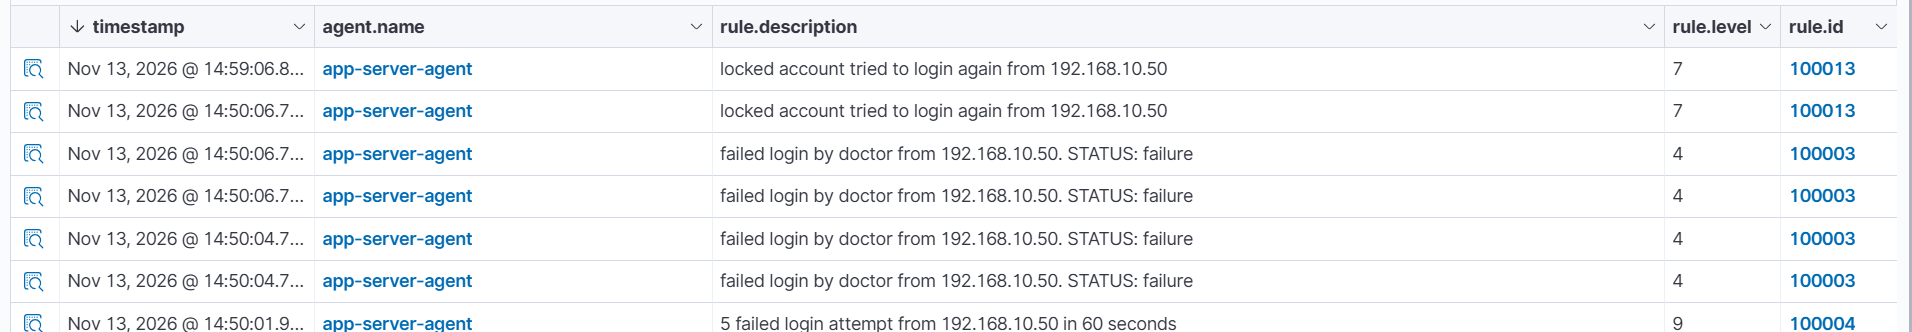 timestamp agent.name rule.description rule.level rule.id
Nov 13, 2026 @ 14:59:06.8... app-server-agent locked account tried to login again from 192.168.10.50 7 100013
Nov 13, 2026 @ 14:50:06.7... app-server-agent locked account tried to login again from 192.168.10.50 7 100013
Nov 13, 2026 @ 14:50:06.7... app-server-agent failed login by doctor from 192.168.10.50. STATUS: failure 4 100003
Nov 13, 2026 @ 14:50:06.7... app-server-agent failed login by doctor from 192.168.10.50. STATUS: failure 4 100003
Nov 13, 2026 @ 14:50:04.7... app-server-agent failed login by doctor from 192.168.10.50. STATUS: failure 4 100003
Nov 13, 2026 @ 14:50:04.7... app-server-agent failed login by doctor from 192.168.10.50. STATUS: failure 4 100003
Nov 13, 2026 @ 14:50:01.9... app-server-agent 5 failed login attempt from 192.168.10.50 in 60 seconds 9 100004